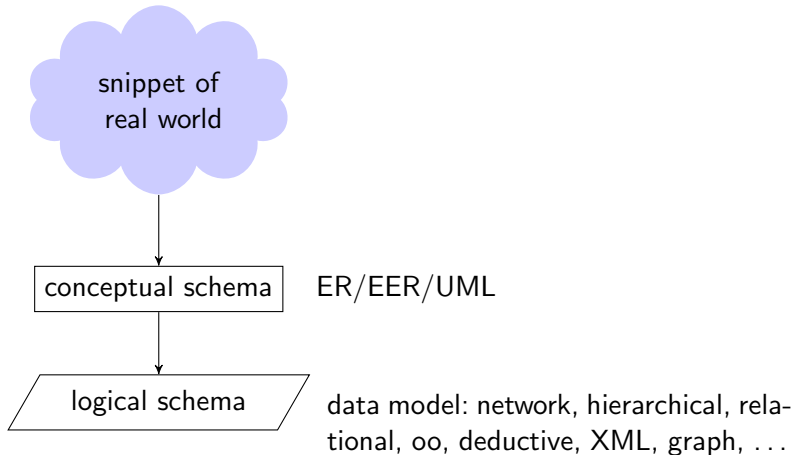 snippet of
real world
conceptual schema
ER/EER/UML
logical schema
data model: network, hierarchical, rela-
tional, oo, deductive, XML, graph, . . .